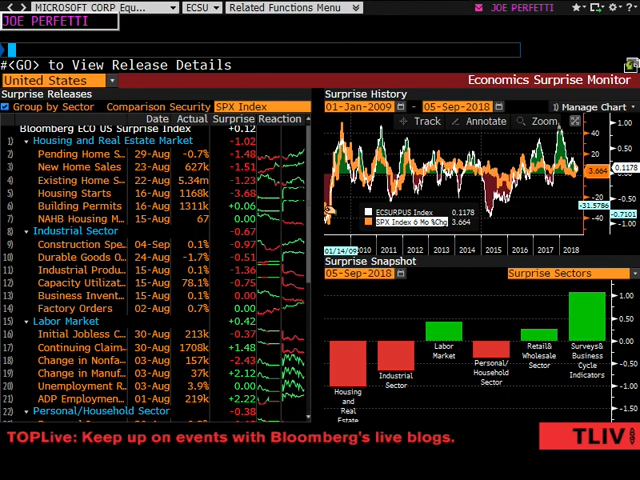 MICROSOFT CORP Equ... ECSU Related Functions Menu JOE PERFETTI
JOE PERFETTI
#<GO> to View Release Details
United States Economics Surprise Monitor
Surprise Releases
Group by Sector Comparison Security SPX Index
Date Actual Surprise Reaction
Bloomberg ECO US Surprise Index +0.12
1) Housing and Real Estate Market -1.02
2) Pending Home S... 29-Aug -0.7% -1.48
3) New Home Sales 23-Aug 627k -1.51
4) Existing Home S... 22-Aug 5.34m -1.56
5) Housing Starts 16-Aug 1168k -3.23
6) Building Permits 16-Aug 1311k +0.06
7) NAHB Housing M... 15-Aug 67 0.00
8) Industrial Sector -0.67
9) Construction Spe... 04-Sep 0.1% -0.97
10) Durable Goods O... 24-Aug -1.7% -0.51
11) Industrial Produ... 15-Aug 0.1% -1.36
12) Capacity Utilizat... 15-Aug 78.1% -0.75
13) Business Invent... 15-Aug 0.1% 0.00
14) Factory Orders 02-Aug 0.7% 0.00
15) Labor Market +0.42
16) Initial Jobless C... 30-Aug 213k -0.37
17) Continuing Claim... 30-Aug 1708k +1.48
18) Change in Nonfa... 03-Aug 157k -2.43
19) Change in Manuf... 03-Aug 37k +2.12
20) Unemployment R... 03-Aug 3.9% 0.00
21) ADP Employmen... 01-Aug 219k +2.22
22) Personal/Household Sector -0.38
Surprise History
01-Jan-2009 - 05-Sep-2018 1) Manage Chart
Track Annotate Zoom
ECSURPUS Index 0.1178
SPX Index 6 Mo %Chg 3.664
40
20
3.664
-20
-31.5786
-40
1.00
0.50
0.1178
0.00
-0.50
-0.7101
-1.00
01/14/09 2010 2011 2012 2013 2014 2015 2016 2017 2018
Surprise Snapshot
05-Sep-2018 Surprise Sectors
1.00
0.50
0.00
-0.50
-1.00
Housing and Real Estate
Industrial Sector
Labor Market
Personal/ Household Sector
Retail& Wholesale Sector
Surveys& Business Cycle Indicators
TOPLive: Keep up on events with Bloomberg's live blogs.
TLIV